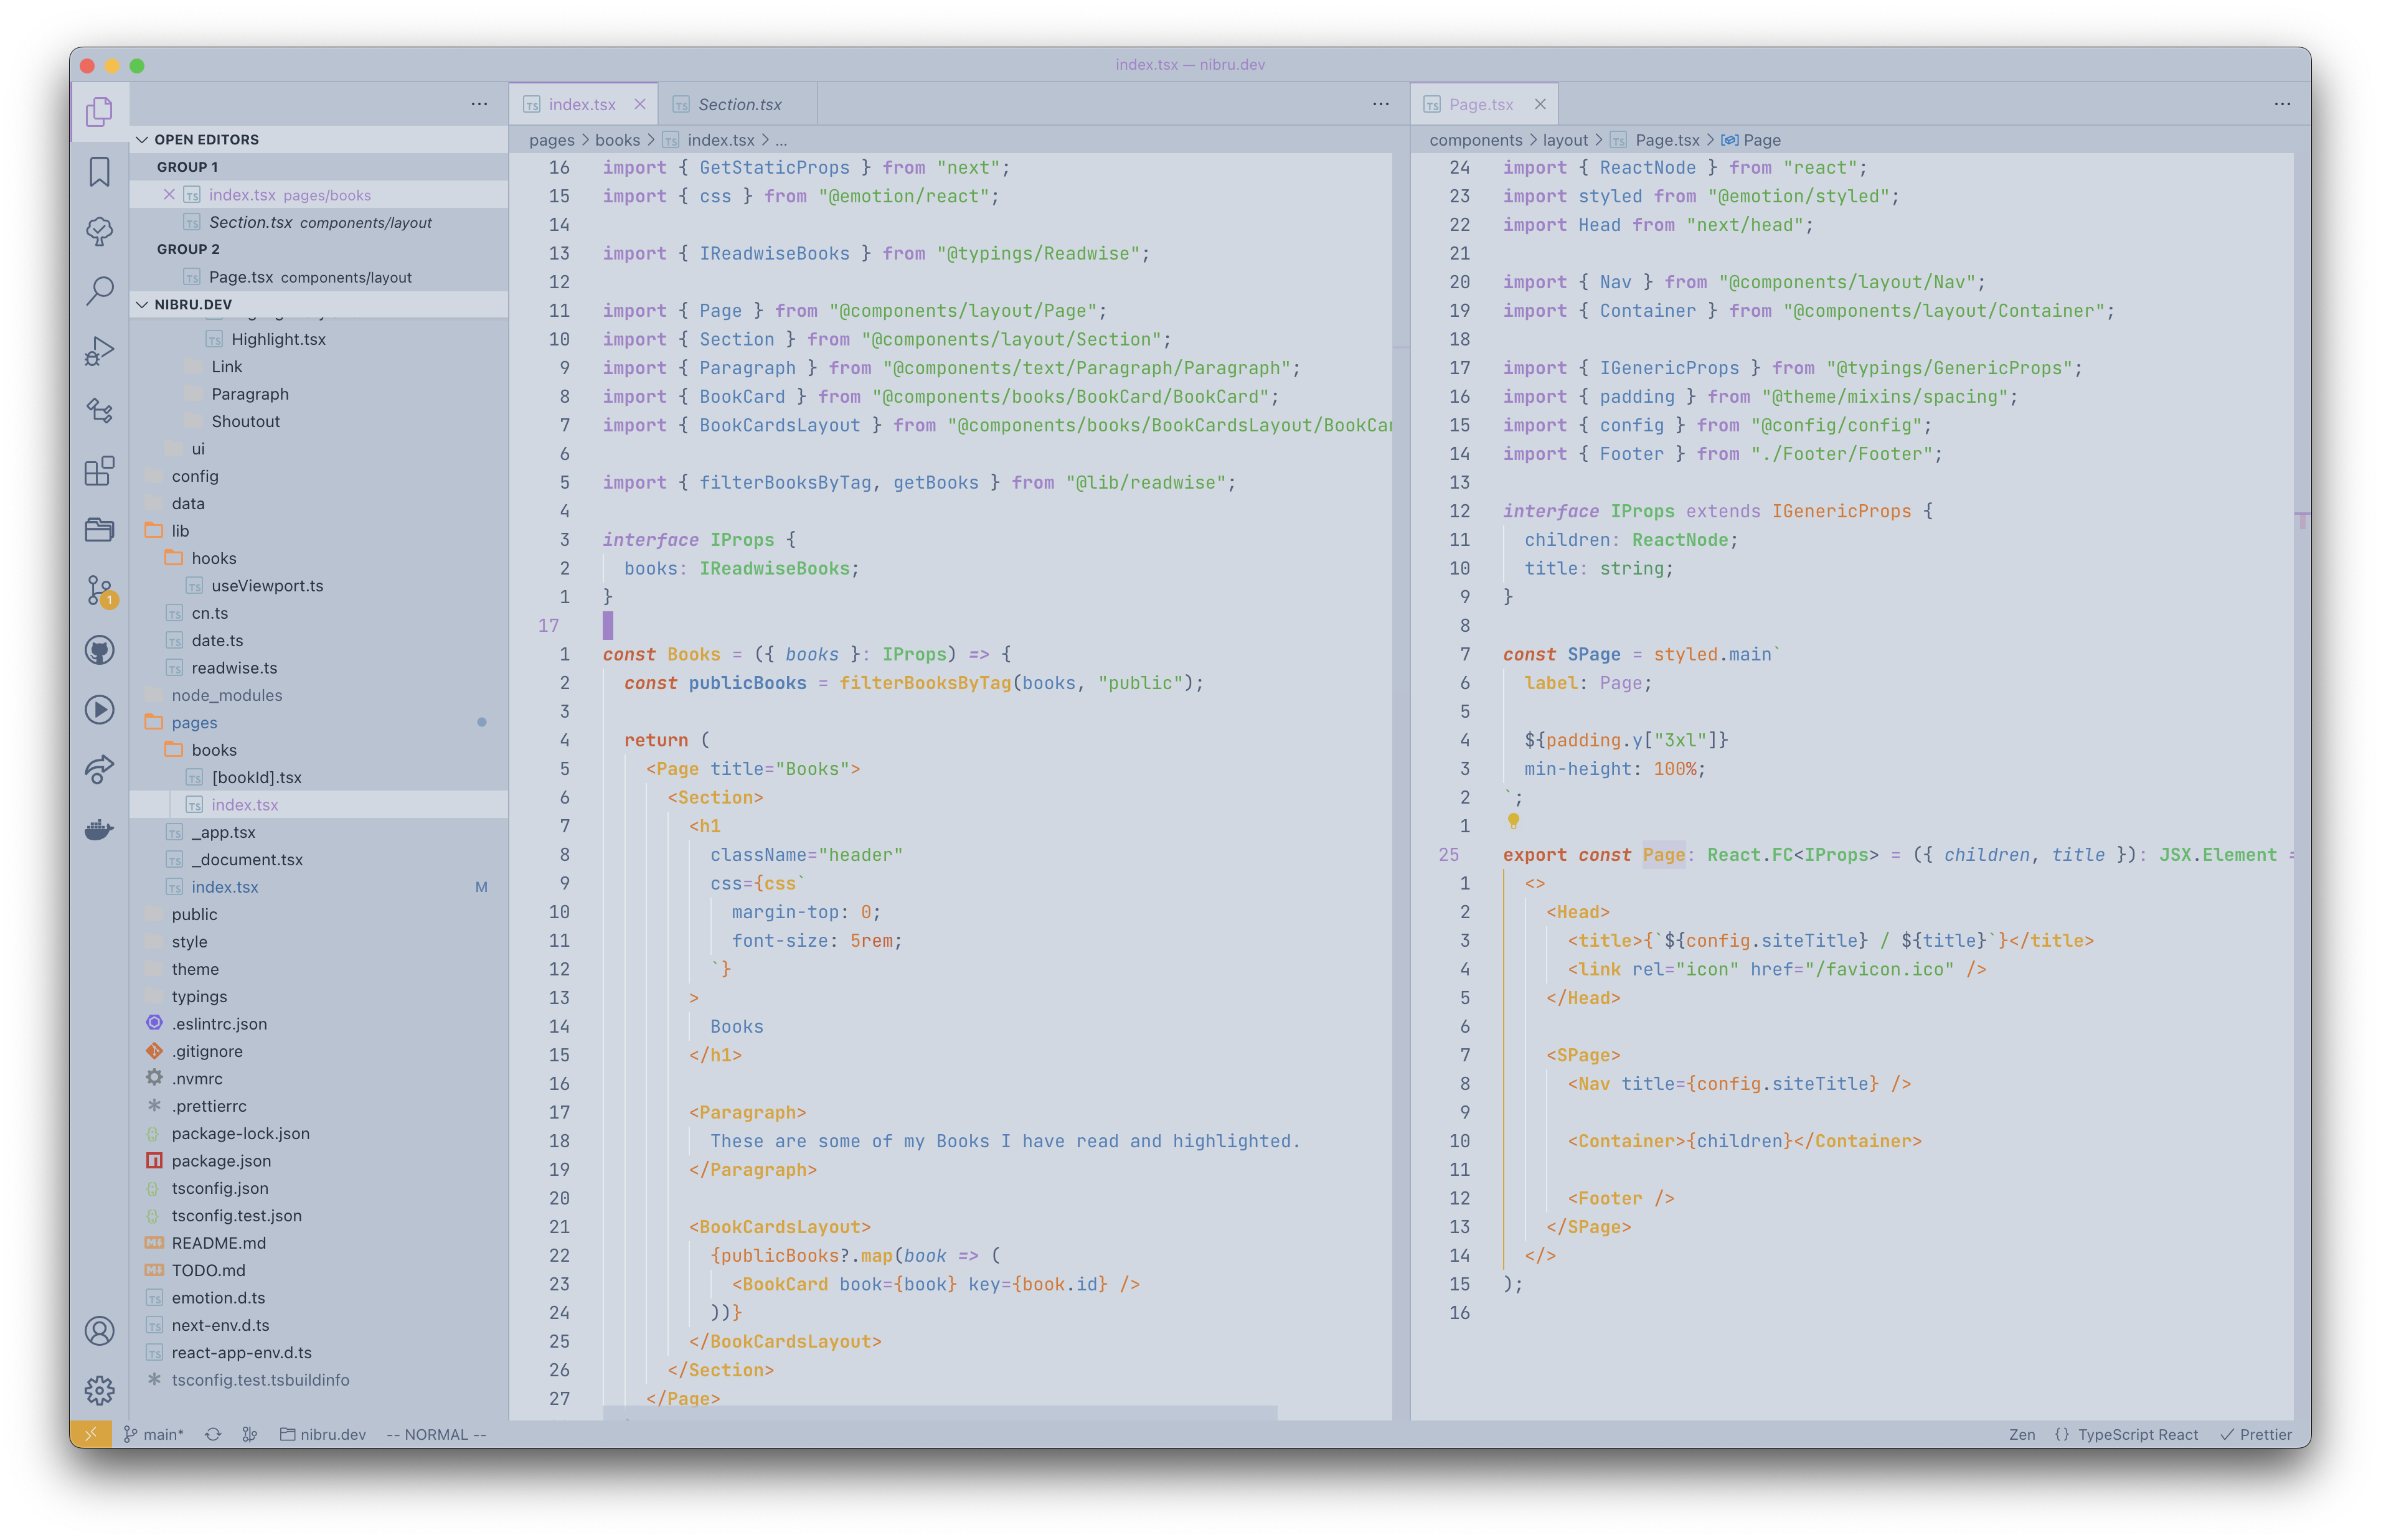 index.tsx — nibru.dev
OPEN EDITORS
GROUP 1
index.tsx pages/books
Section.tsx components/layout
GROUP 2
Page.tsx components/layout
NIBRU.DEV
Highlight.tsx
Link
Paragraph
Shoutout
ui
config
data
lib
hooks
useViewport.ts
cn.ts
date.ts
readwise.ts
node_modules
pages
books
[bookId].tsx
index.tsx
_app.tsx
_document.tsx
index.tsx M
public
style
theme
typings
.eslintrc.json
.gitignore
.nvmrc
.prettierrc
package-lock.json
package.json
tsconfig.json
tsconfig.test.json
README.md
TODO.md
emotion.d.ts
next-env.d.ts
react-app-env.d.ts
tsconfig.test.tsbuildinfo
index.tsx Section.tsx
pages > books > index.tsx > ...
16 import { GetStaticProps } from "next";
15 import { css } from "@emotion/react";
14
13 import { IReadwiseBooks } from "@typings/Readwise";
12
11 import { Page } from "@components/layout/Page";
10 import { Section } from "@components/layout/Section";
9 import { Paragraph } from "@components/text/Paragraph/Paragraph";
8 import { BookCard } from "@components/books/BookCard/BookCard";
7 import { BookCardsLayout } from "@components/books/BookCardsLayout/BookCar
6
5 import { filterBooksByTag, getBooks } from "@lib/readwise";
4
3 interface IProps {
2 books: IReadwiseBooks;
1 }
17
1 const Books = ({ books }: IProps) => {
2 const publicBooks = filterBooksByTag(books, "public");
3
4 return (
5 <Page title="Books">
6 <Section>
7 <h1
8 className="header"
9 css={css`
10 margin-top: 0;
11 font-size: 5rem;
12 `}
13 >
14 Books
15 </h1>
16
17 <Paragraph>
18 These are some of my Books I have read and highlighted.
19 </Paragraph>
20
21 <BookCardsLayout>
22 {publicBooks?.map(book => (
23 <BookCard book={book} key={book.id} />
24 ))}
25 </BookCardsLayout>
26 </Section>
27 </Page>
Page.tsx
components > layout > Page.tsx > Page
24 import { ReactNode } from "react";
23 import styled from "@emotion/styled";
22 import Head from "next/head";
21
20 import { Nav } from "@components/layout/Nav";
19 import { Container } from "@components/layout/Container";
18
17 import { IGenericProps } from "@typings/GenericProps";
16 import { padding } from "@theme/mixins/spacing";
15 import { config } from "@config/config";
14 import { Footer } from "./Footer/Footer";
13
12 interface IProps extends IGenericProps {
11 children: ReactNode;
10 title: string;
9 }
8
7 const SPage = styled.main`
6 label: Page;
5
4 ${padding.y["3xl"]}
3 min-height: 100%;
2 `;
1
25 export const Page: React.FC<IProps> = ({ children, title }): JSX.Element =
1 <>
2 <Head>
3 <title>{`${config.siteTitle} / ${title}`}</title>
4 <link rel="icon" href="/favicon.ico" />
5 </Head>
6
7 <SPage>
8 <Nav title={config.siteTitle} />
9
10 <Container>{children}</Container>
11
12 <Footer />
13 </SPage>
14 </>
15 );
16
main* nibru.dev -- NORMAL -- Zen {} TypeScript React Prettier